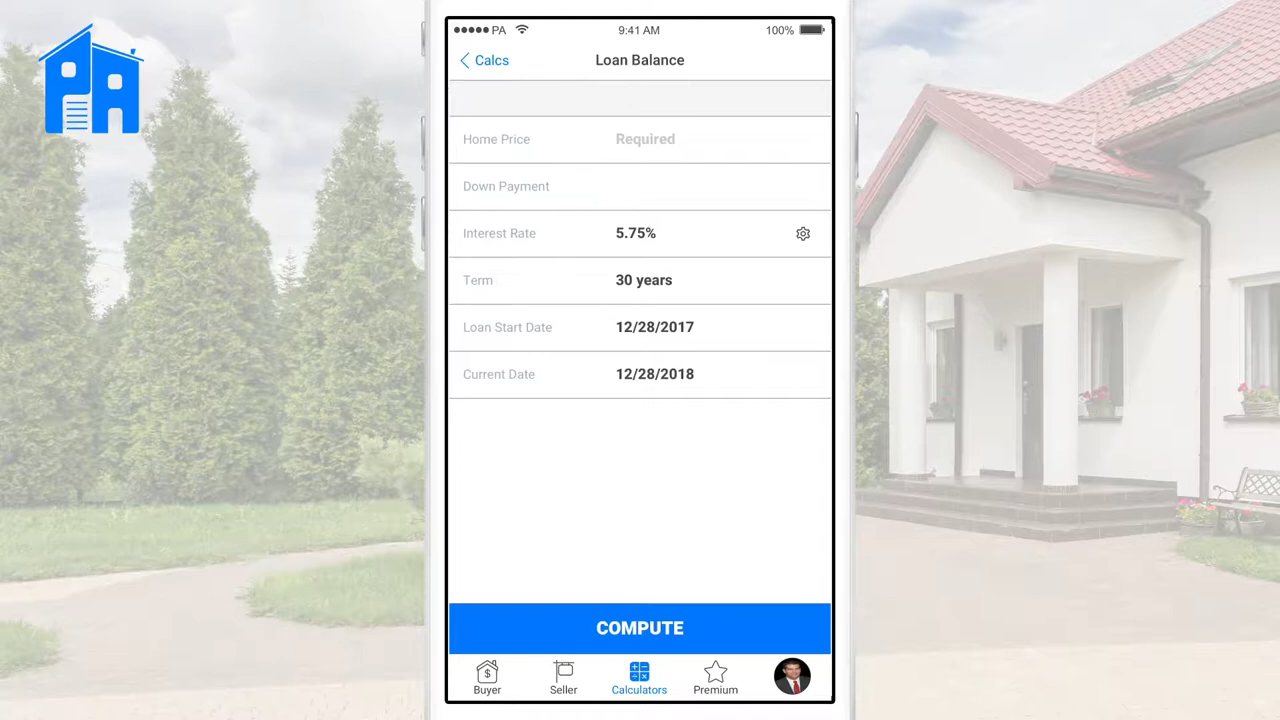 PA
●●●●● PA 9:41 AM 100%
Calcs Loan Balance
Home Price Required
Down Payment
Interest Rate 5.75%
Term 30 years
Loan Start Date 12/28/2017
Current Date 12/28/2018
COMPUTE
Buyer Seller Calculators Premium